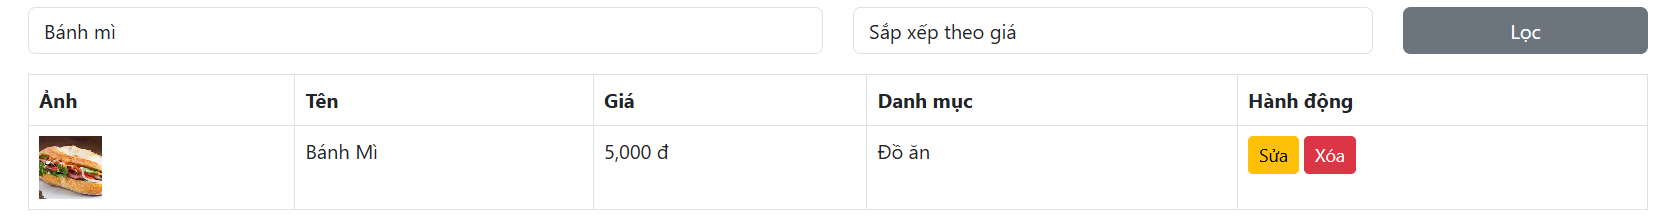 Bánh mì
Sắp xếp theo giá
Lọc
Ảnh Tên Giá Danh mục Hành động
Bánh Mì 5,000 đ Đồ ăn Sửa Xóa